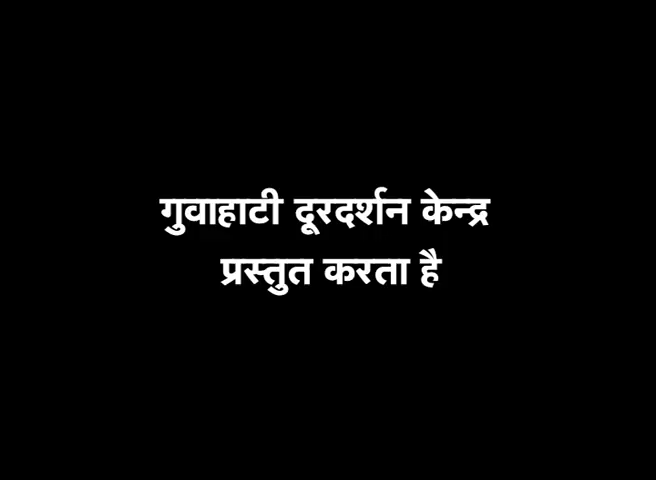 गुवाहाटी दूरदर्शन केन्द्र
प्रस्तुत करता है